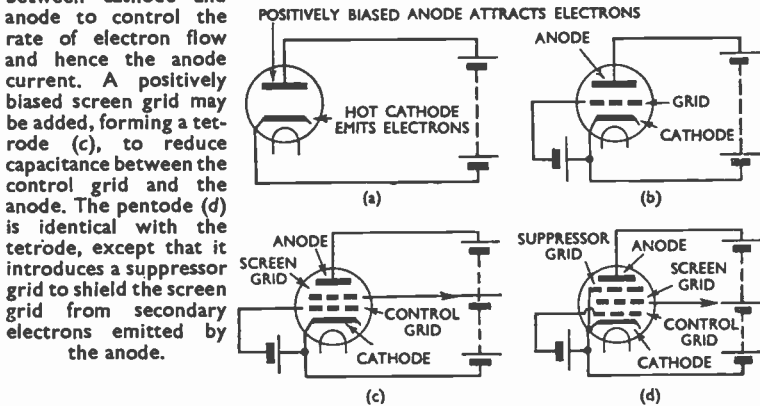 between cathode and
anode to control the
rate of electron flow
and hence the anode
current. A positively
biased screen grid may
be added, forming a tet-
rode (c), to reduce
capacitance between the
control grid and the
anode. The pentode (d)
is identical with the
tetrode, except that it
introduces a suppressor
grid to shield the screen
grid from secondary
electrons emitted by
the anode.
POSITIVELY BIASED ANODE ATTRACTS ELECTRONS
HOT CATHODE
EMITS ELECTRONS
(a)
ANODE
GRID
CATHODE
(b)
ANODE
SCREEN
GRID
CONTROL
GRID
CATHODE
(c)
SUPPRESSOR
GRID
ANODE
SCREEN
GRID
CONTROL
GRID
CATHODE
(d)